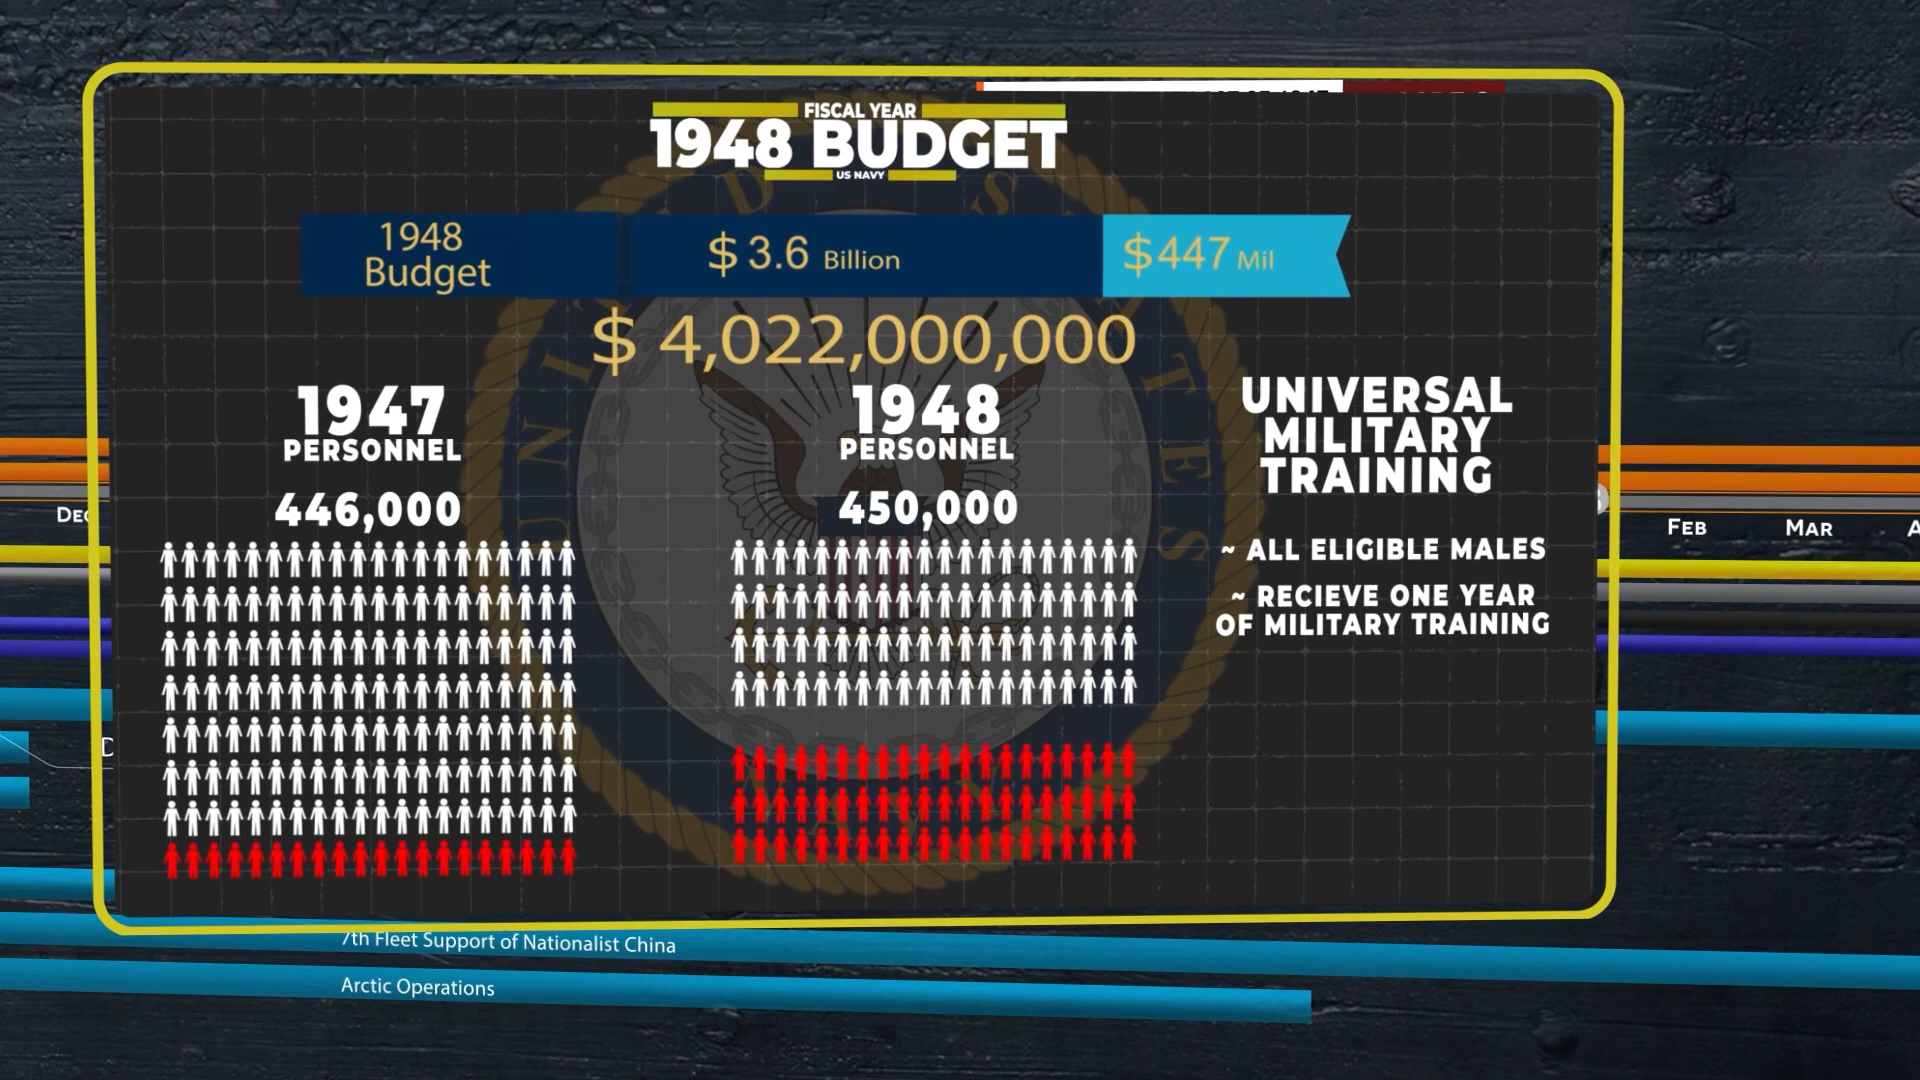 FISCAL YEAR
1948 BUDGET
US NAVY
1948
Budget
$ 3.6 Billion
$447 Mil
$ 4,022,000,000
1947
PERSONNEL
446,000
1948
PERSONNEL
450,000
UNIVERSAL
MILITARY
TRAINING
~ ALL ELIGIBLE MALES
~ RECIEVE ONE YEAR
OF MILITARY TRAINING
FEB
MAR
7th Fleet Support of Nationalist China
Arctic Operations